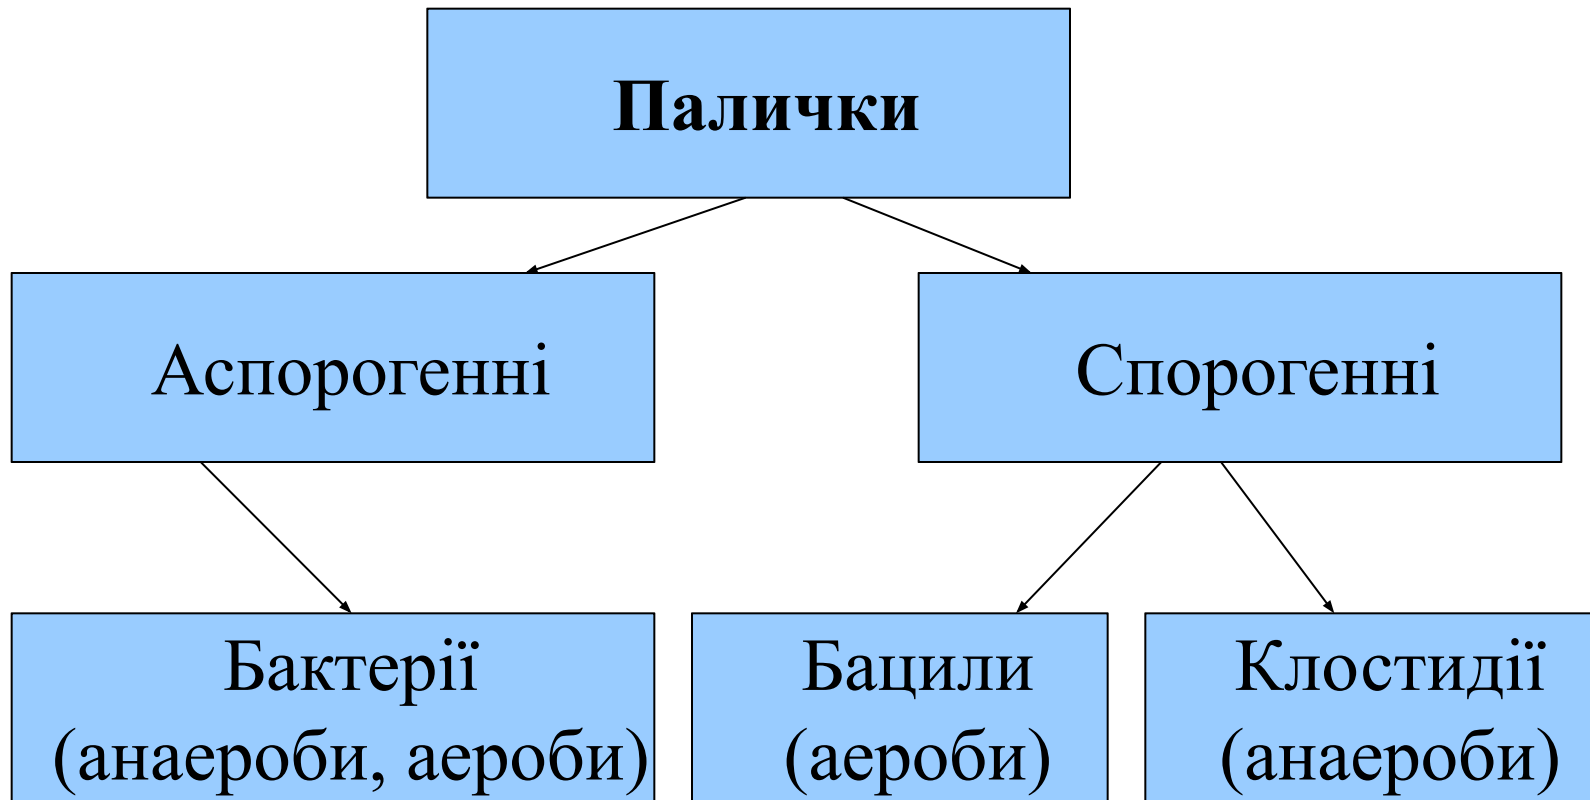 Палички
Аспорогенні
Спорогенні
Бактерії
(анаероби, аероби)
Бацили
(аероби)
Клостидії
(анаероби)